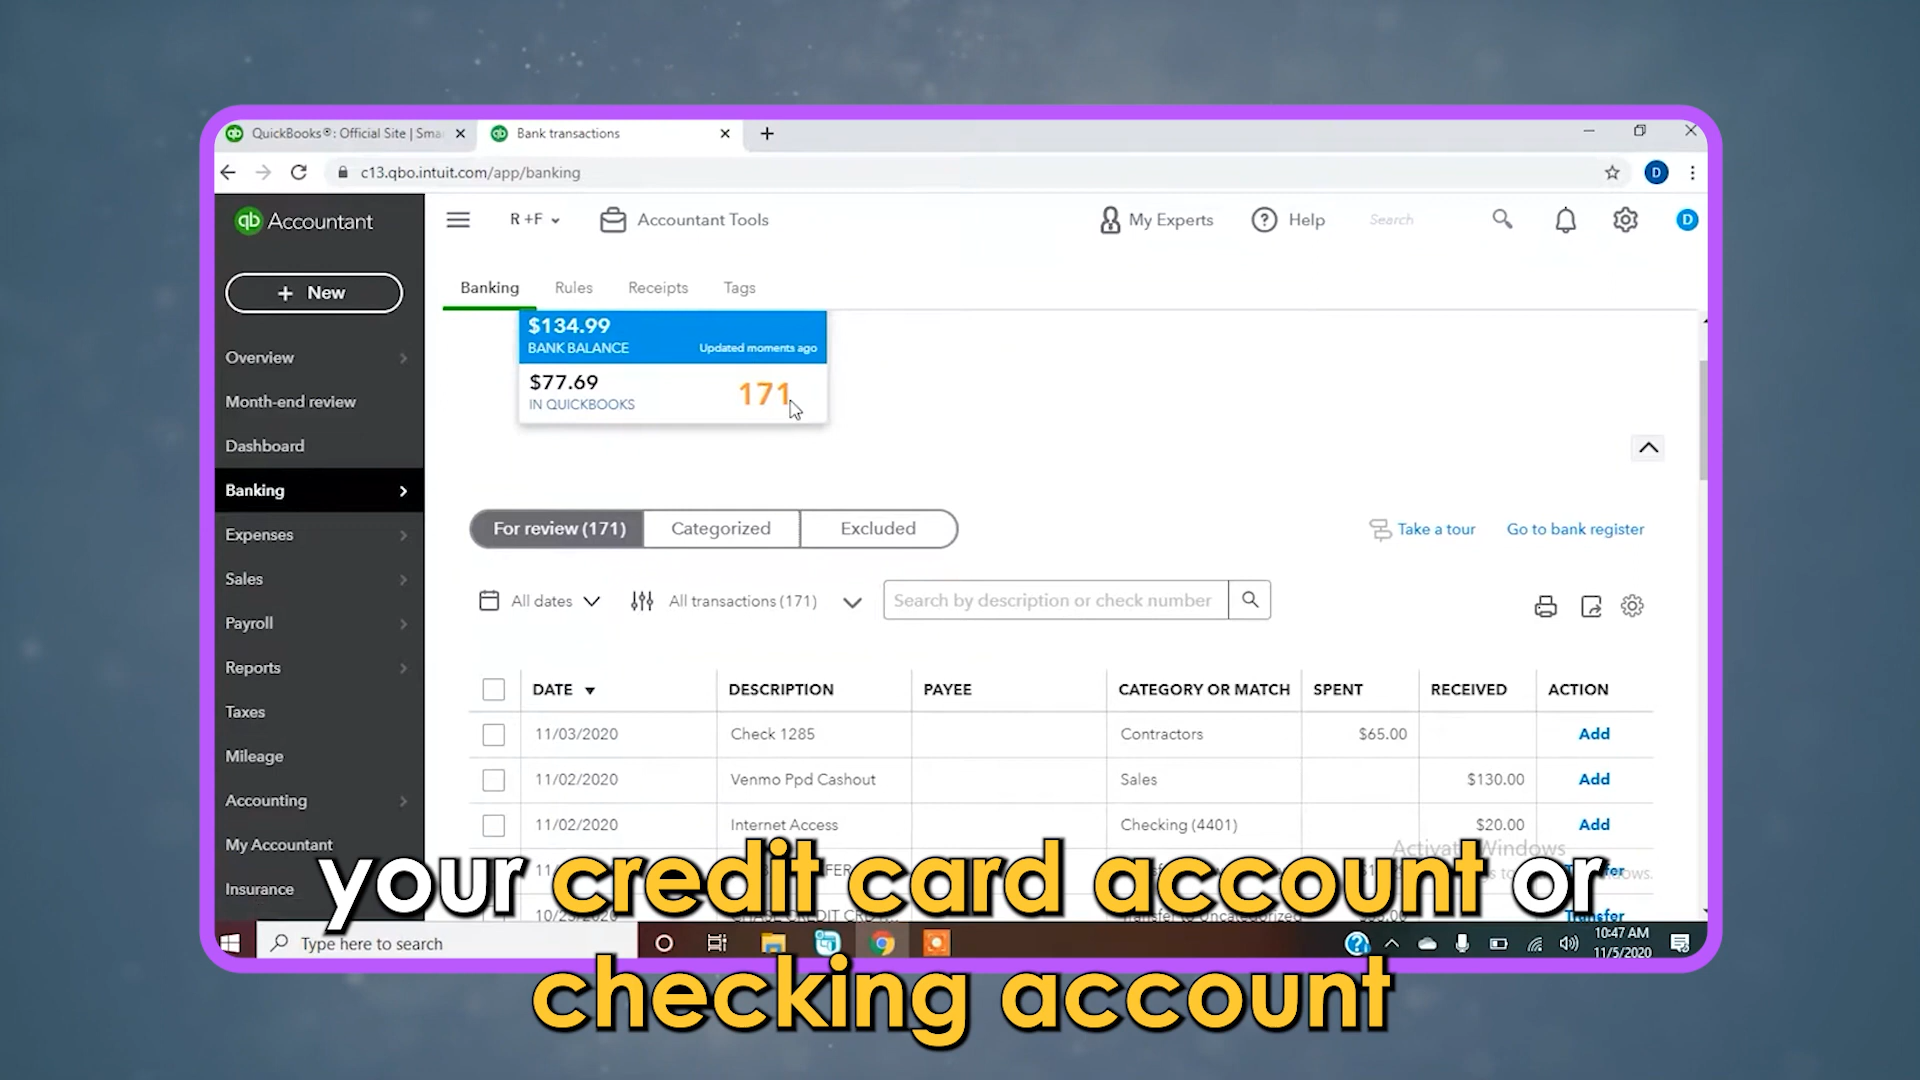 QuickBooks®: Official Site | Sma
Bank transactions
c13.qbo.intuit.com/app/banking
D
qb Accountant
R +F
Accountant Tools
My Experts
Help
Search
D
+ New
Banking
Rules
Receipts
Tags
Overview
Month-end review
Dashboard
Banking
Expenses
Sales
Payroll
Reports
Taxes
Mileage
Accounting
My Accountant
Insurance
$134.99
BANK BALANCE
Updated moments ago
$77.69
IN QUICKBOOKS
171
For review (171)
Categorized
Excluded
Take a tour
Go to bank register
All dates
All transactions (171)
Search by description or check number
DATE DESCRIPTION PAYEE CATEGORY OR MATCH SPENT RECEIVED ACTION
11/03/2020 Check 1285 Contractors $65.00 Add
11/02/2020 Venmo Ppd Cashout Sales $130.00 Add
11/02/2020 Internet Access Checking (4401) $20.00 Add
Activate Windows
your credit card account or
checking account
Transfer
Type here to search
10:47 AM
11/5/2020